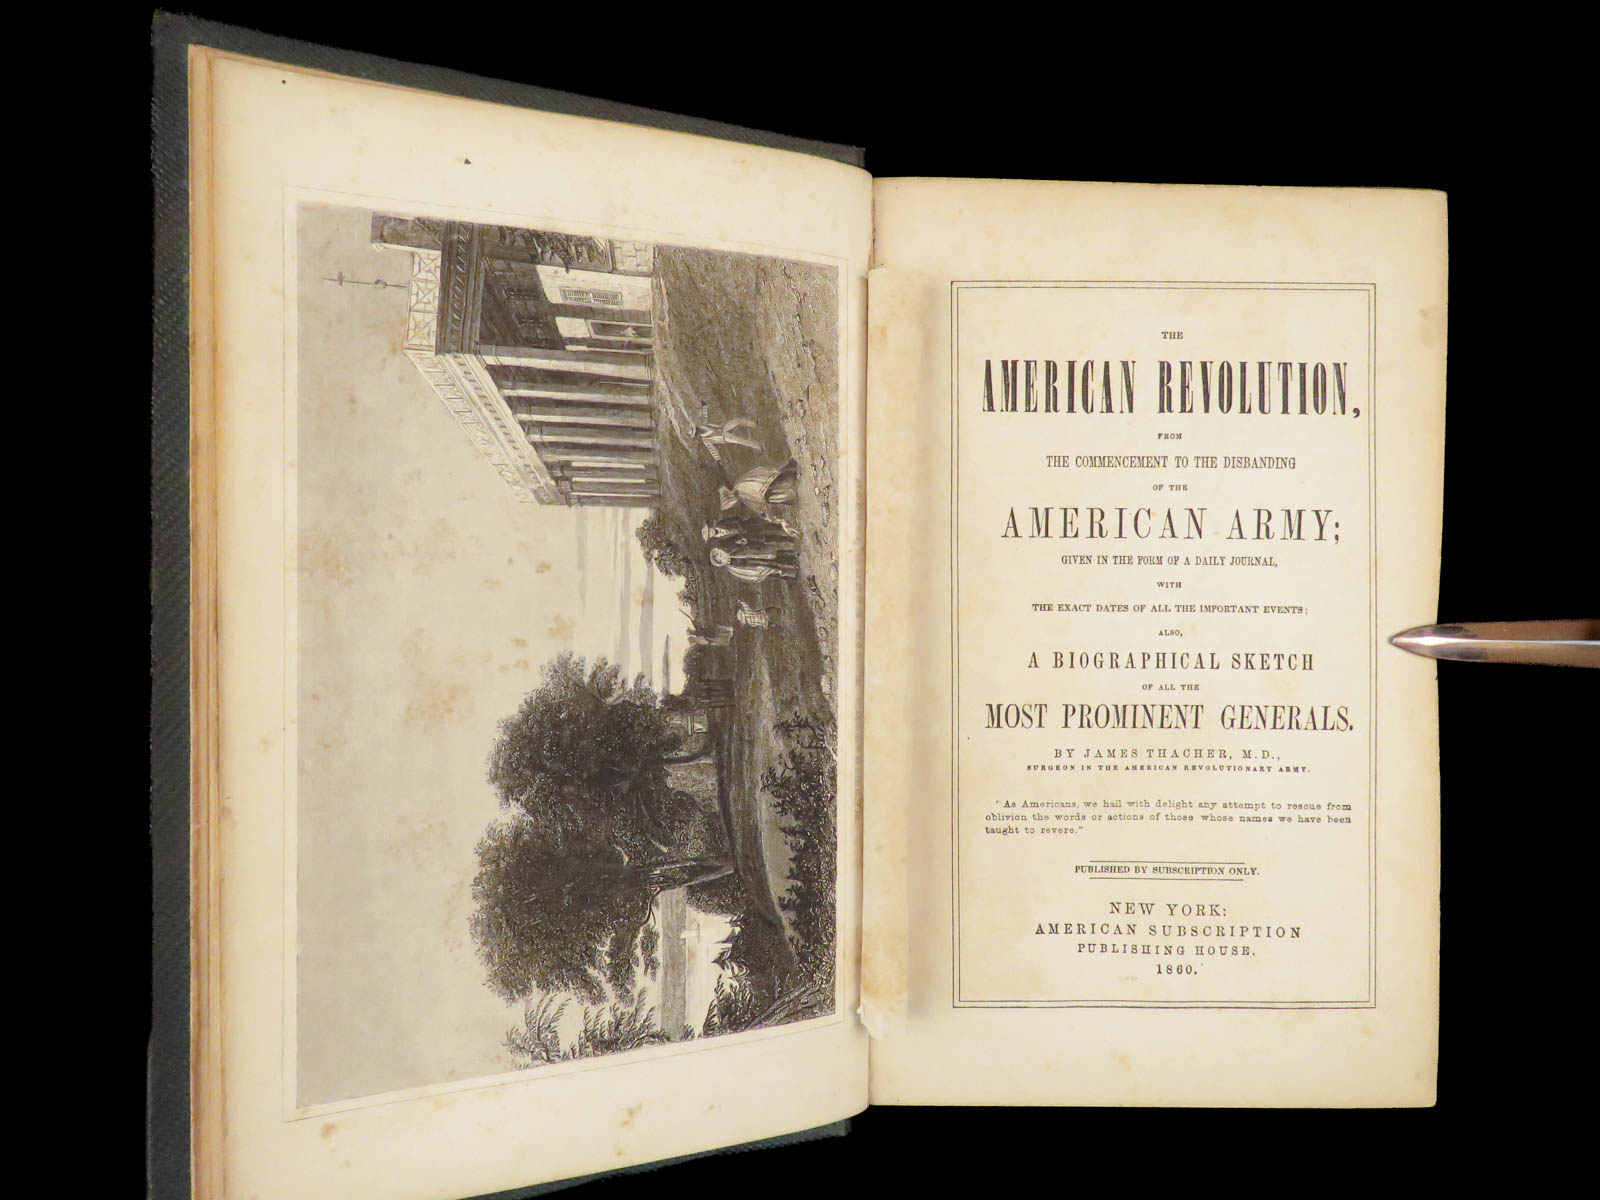 THE
AMERICAN REVOLUTION,
FROM
THE COMMENCEMENT TO THE DISBANDING
OF THE
AMERICAN ARMY;
GIVEN IN THE FORM OF A DAILY JOURNAL,
WITH
THE EXACT DATES OF ALL THE IMPORTANT EVENTS;
ALSO,
A BIOGRAPHICAL SKETCH
OF ALL THE
MOST PROMINENT GENERALS.
BY JAMES THACHER, M.D.,
SURGEON IN THE AMERICAN REVOLUTIONARY ARMY.
"As Americans, we hail with delight any attempt to rescue from
oblivion the words or actions of those whose names we have been
taught to revere."
PUBLISHED BY SUBSCRIPTION ONLY.
NEW YORK:
AMERICAN SUBSCRIPTION
PUBLISHING HOUSE.
1860.